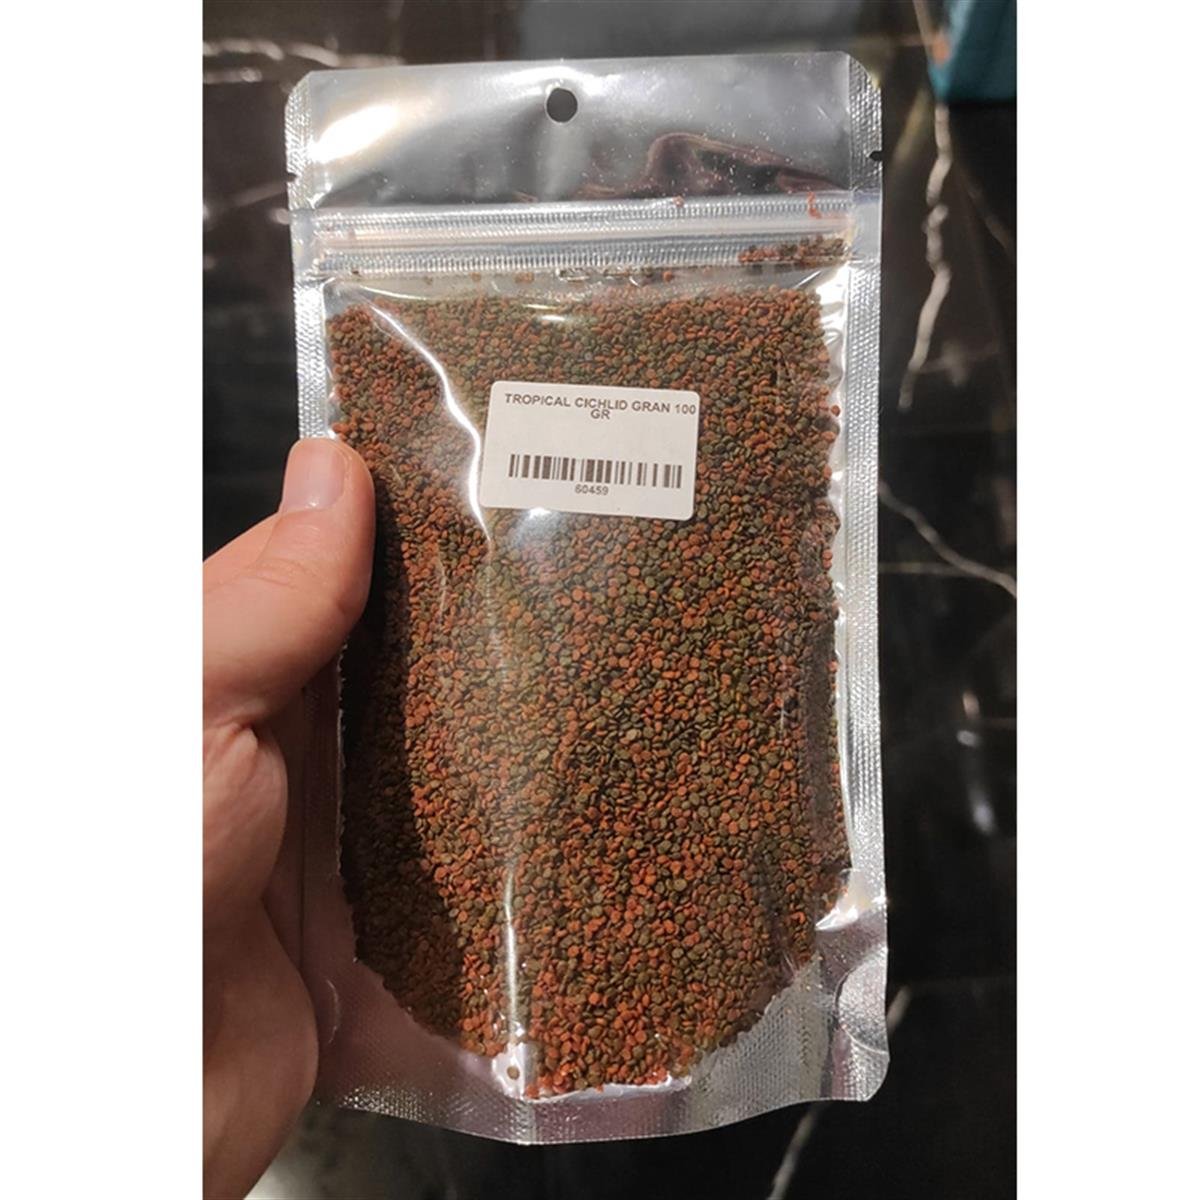 TROPICAL CICHLID GRAN 100
GR
60459